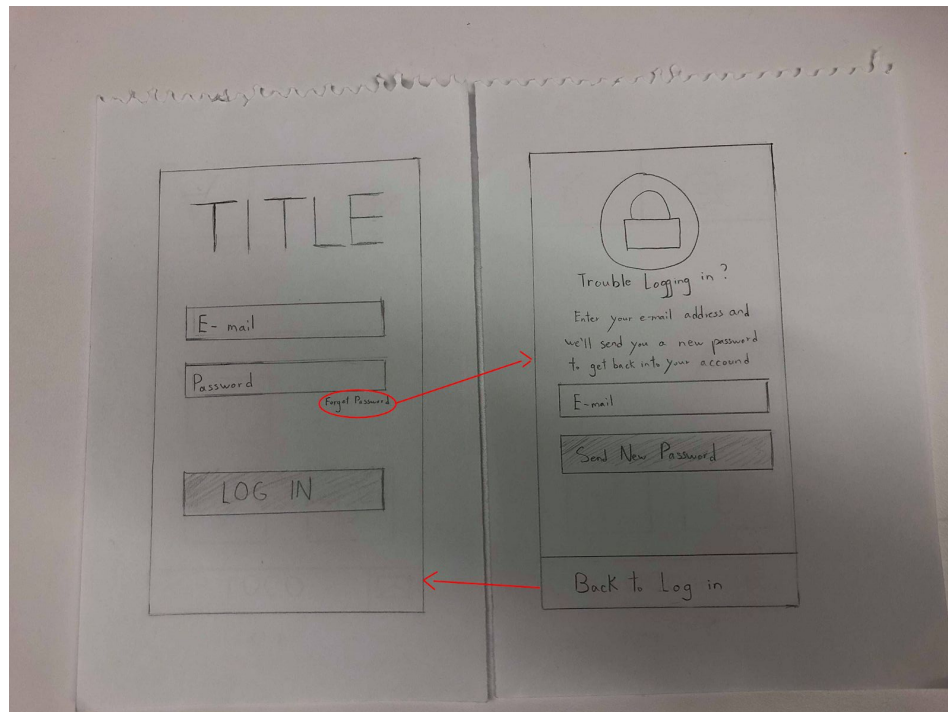 TITLE
E-mail
Password
Forgot Password
LOG IN
Trouble Logging in?
Enter your e-mail address and
we'll send you a new password
to get back into your accound
E-mail
Send New Password
Back to Log in